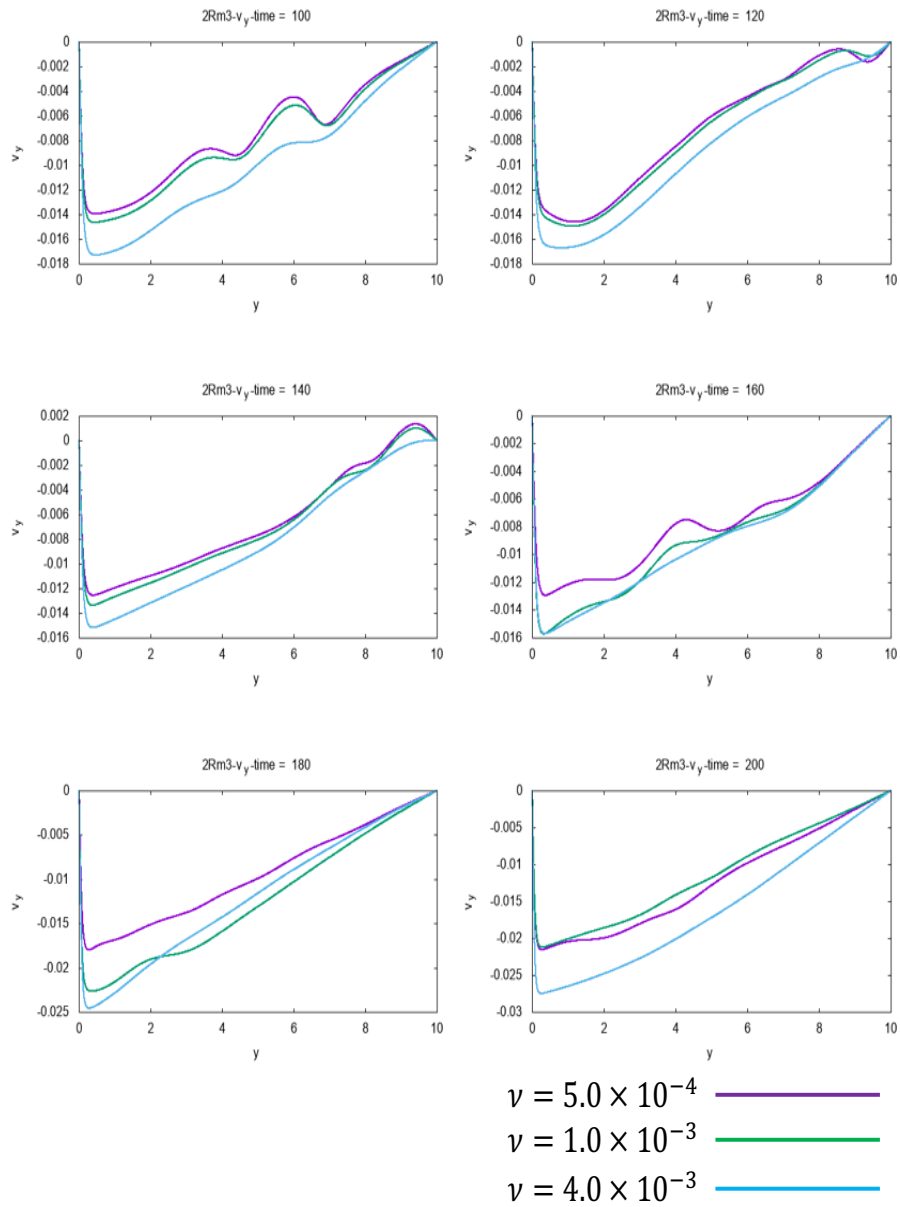 2Rm3-v_y-time = 100
0
-0.002
-0.004
-0.006
-0.008
-0.01
-0.012
-0.014
-0.016
-0.018
v_y
0 2 4 6 8 10
y
2Rm3-v_y-time = 120
0
-0.002
-0.004
-0.006
-0.008
-0.01
-0.012
-0.014
-0.016
-0.018
v_y
0 2 4 6 8 10
y
2Rm3-v_y-time = 140
0.002
0
-0.002
-0.004
-0.006
-0.008
-0.01
-0.012
-0.014
-0.016
v_y
0 2 4 6 8 10
y
2Rm3-v_y-time = 160
0
-0.002
-0.004
-0.006
-0.008
-0.01
-0.012
-0.014
-0.016
v_y
0 2 4 6 8 10
y
2Rm3-v_y-time = 180
0
-0.005
-0.01
-0.015
-0.02
-0.025
v_y
0 2 4 6 8 10
y
2Rm3-v_y-time = 200
0
-0.005
-0.01
-0.015
-0.02
-0.025
-0.03
v_y
0 2 4 6 8 10
y
ν = 5.0 × 10⁻⁴
ν = 1.0 × 10⁻³
ν = 4.0 × 10⁻³